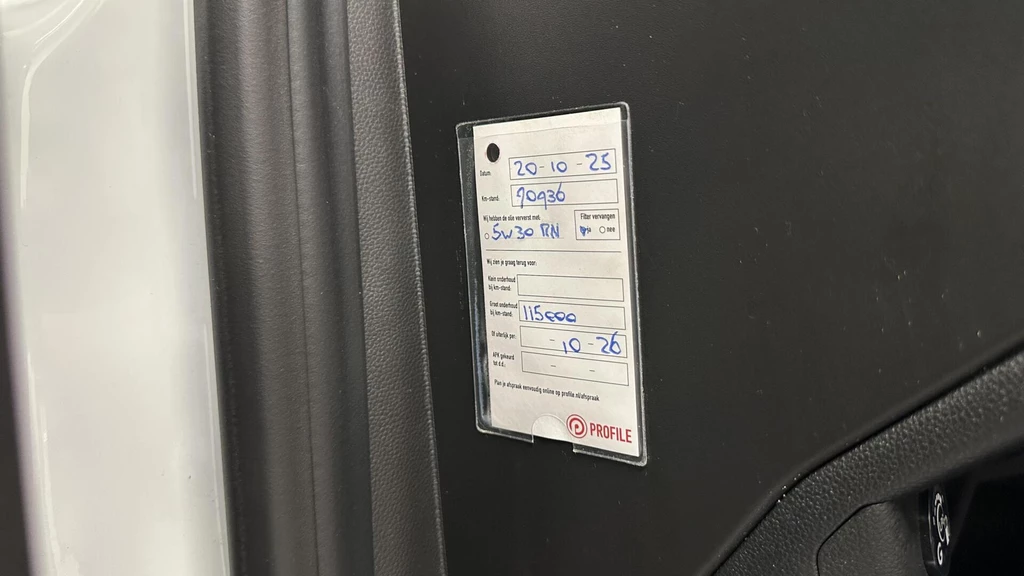 Datum: 20-10-25
Km-stand: 90936
Wij hebben de olie ververst met: Filter vervangen
5W30 RN ja nee
Wij zien je graag terug voor:
Klein onderhoud
bij km-stand:
Groot onderhoud
bij km-stand: 115000
Of uiterlijk per: - 10 - 26
APK gekeurd
tot d.d.: - -
Plan je afspraak eenvoudig online op profile.nl/afspraak
PROFILE